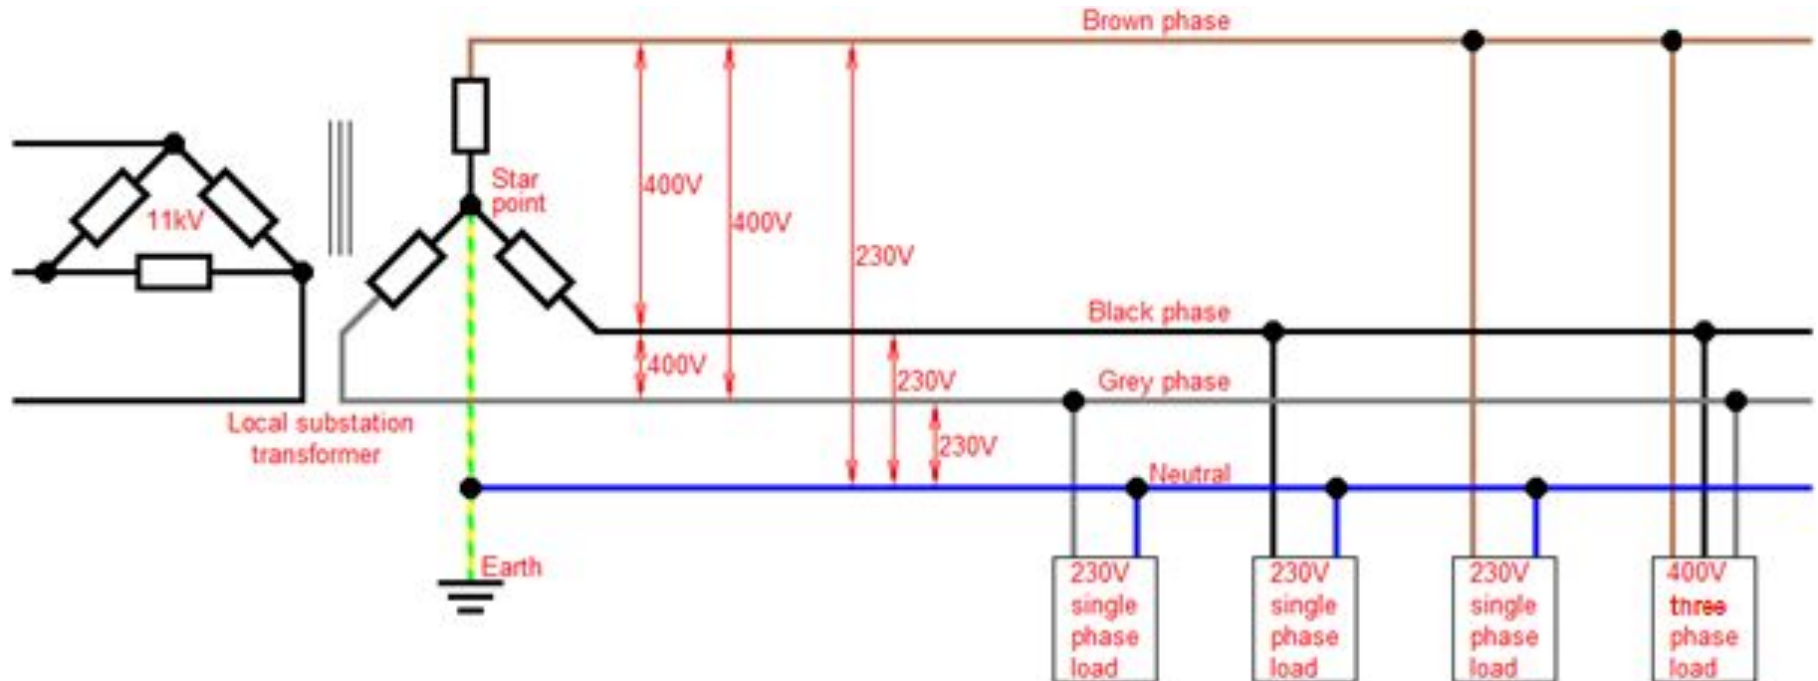 Brown phase
Star
point
11kV
400V
400V
230V
Black phase
400V
230V
Grey phase
Local substation
transformer
230V
Neutral
Earth
230V
single
phase
load
230V
single
phase
load
230V
single
phase
load
400V
three
phase
load